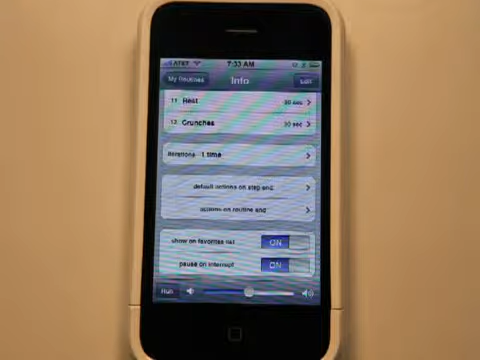 AT&T 7:33 AM
My Routines Info Edit
11 Rest 30 sec
12 Crunches 30 sec
iterations 1 time
default actions on step end
actions on routine end
show on favorites list ON
pause on interrupt ON